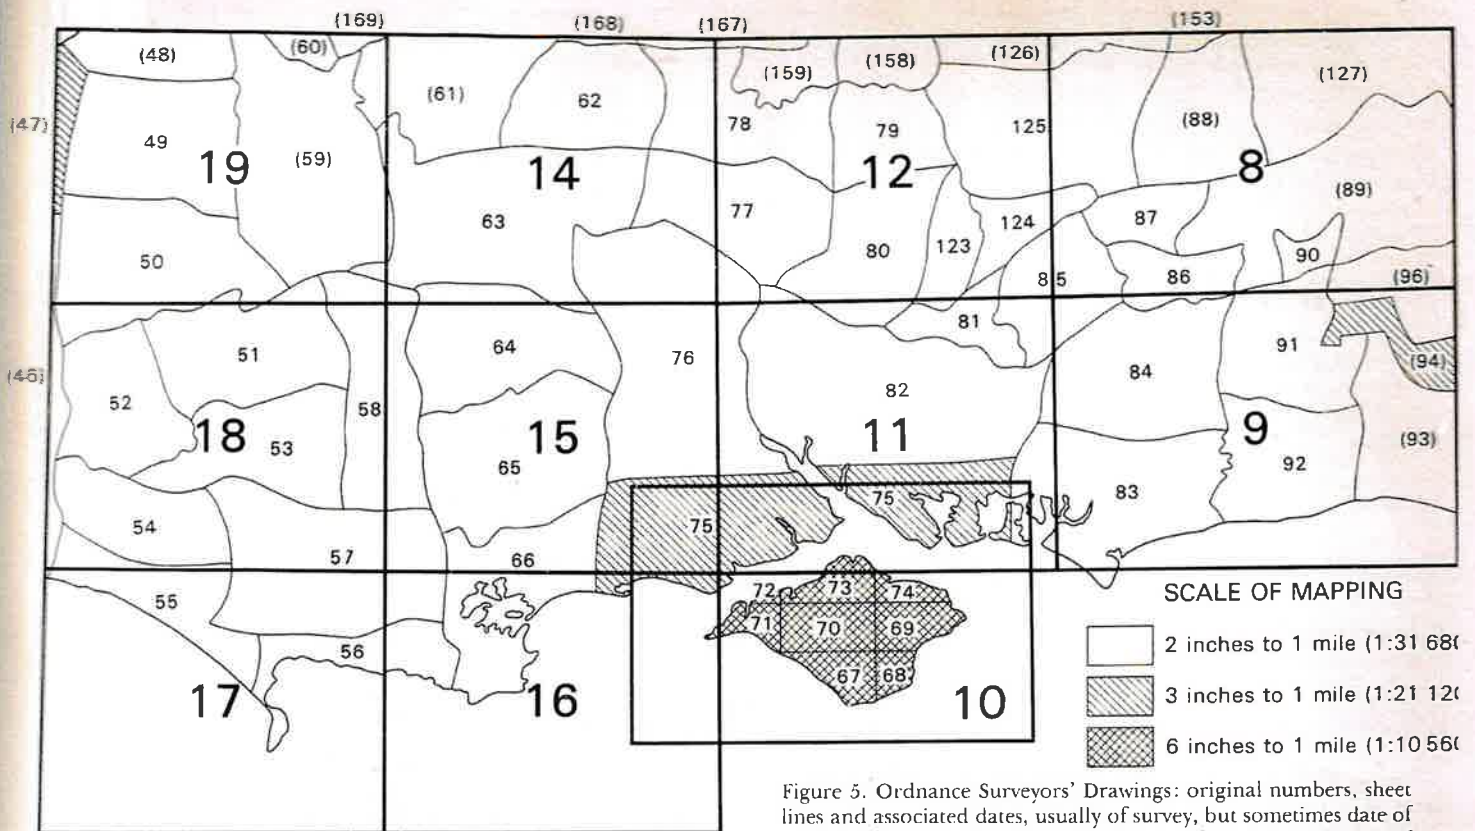 (169) (168) (167) (153)
(48) (60) (159) (158) (126) (127)
(47) 49 (59) (61) 62 78 79 125 (88)
19 14 12 8
50 63 77 80 123 124 87 (89)
85 86 90 (96)
(46) 52 51 58 64 76 81 82 84 91 (94)
18 53 15 65 11 9 92 (93)
54 57 66 75 75 83
55 56 72 73 74
71 70 69
67 68
17 16 10
SCALE OF MAPPING
2 inches to 1 mile (1:31 68
3 inches to 1 mile (1:21 12
6 inches to 1 mile (1:10 56
Figure 5. Ordnance Surveyors' Drawings: original numbers, sheet
lines and associated dates, usually of survey, but sometimes date of